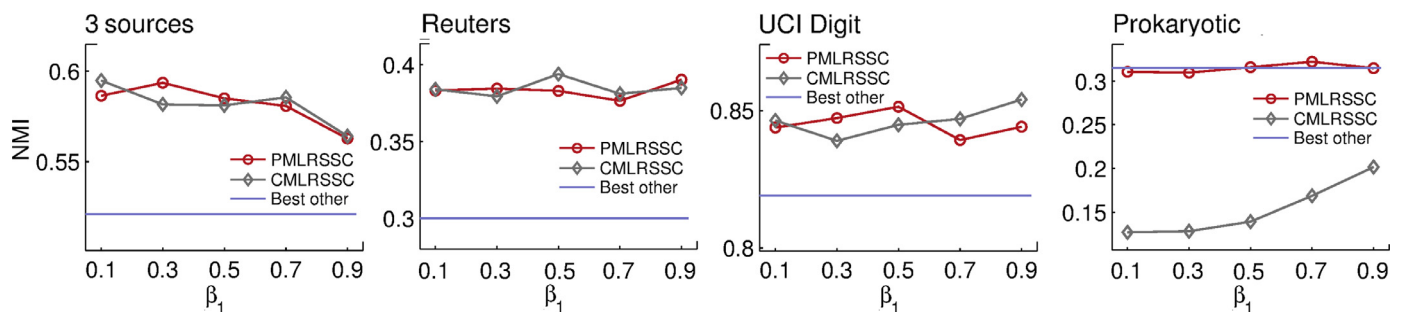 3 sources
NMI
0.6
0.55
PMLRSSC
CMLRSSC
Best other
0.1 0.3 0.5 0.7 0.9
β1
Reuters
0.4
0.35
0.3
PMLRSSC
CMLRSSC
Best other
0.1 0.3 0.5 0.7 0.9
β1
UCI Digit
PMLRSSC
CMLRSSC
Best other
0.85
0.8
0.1 0.3 0.5 0.7 0.9
β1
Prokaryotic
0.3
0.25
0.2
0.15
PMLRSSC
CMLRSSC
Best other
0.1 0.3 0.5 0.7 0.9
β1